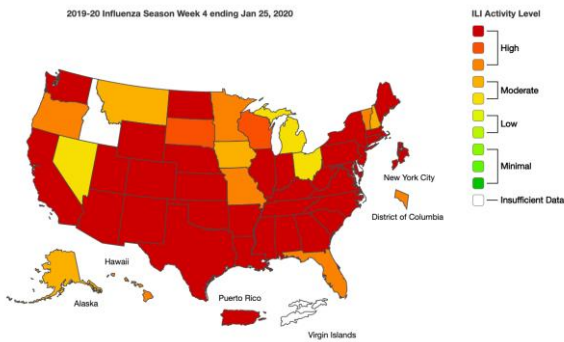 2019-20 Influenza Season Week 4 ending Jan 25, 2020
ILI Activity Level
High
Moderate
Low
Minimal
Insufficient Data
New York City
District of Columbia
Hawaii
Alaska
Puerto Rico
Virgin Islands